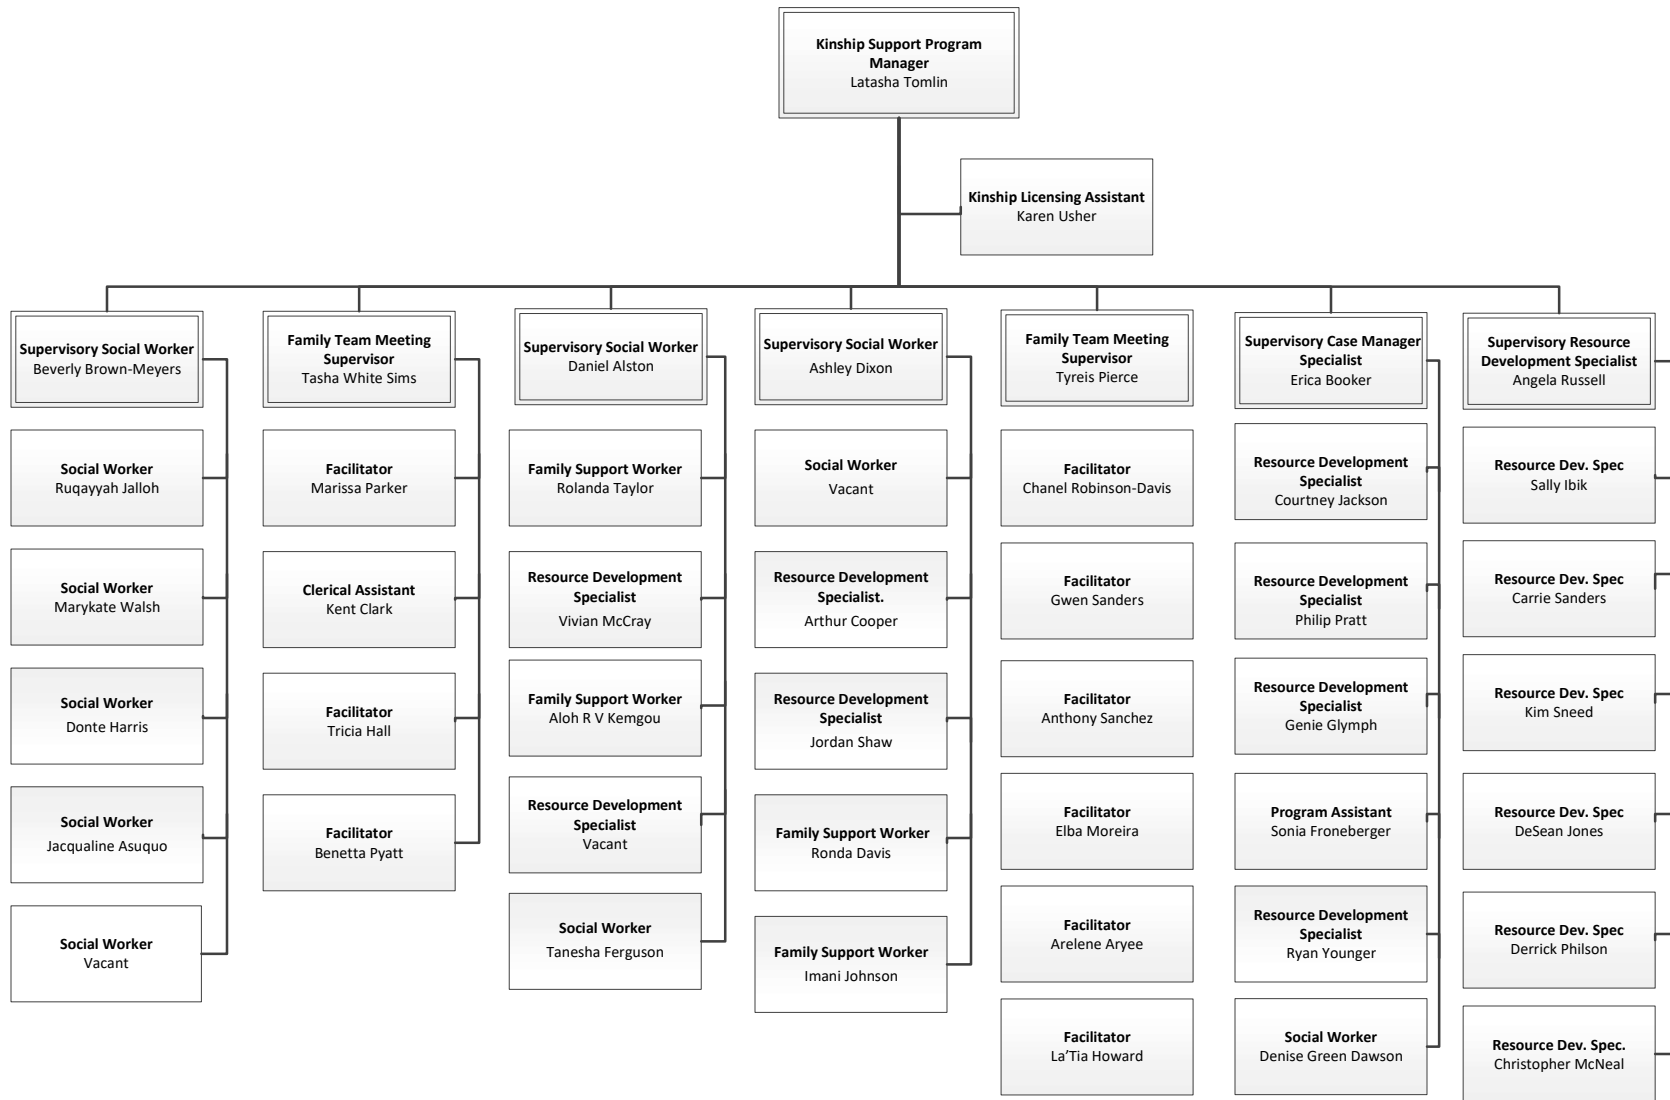 Kinship Support Program
Manager
Latasha Tomlin
Kinship Licensing Assistant
Karen Usher
Supervisory Social Worker
Beverly Brown-Meyers
Social Worker
Ruqayyah Jalloh
Social Worker
Marykate Walsh
Social Worker
Donte Harris
Social Worker
Jacqualine Asuquo
Social Worker
Vacant
Family Team Meeting
Supervisor
Tasha White Sims
Facilitator
Marissa Parker
Clerical Assistant
Kent Clark
Facilitator
Tricia Hall
Facilitator
Benetta Pyatt
Supervisory Social Worker
Daniel Alston
Family Support Worker
Rolanda Taylor
Resource Development
Specialist
Vivian McCray
Family Support Worker
Aloh R V Kemgou
Resource Development
Specialist
Vacant
Social Worker
Tanesha Ferguson
Supervisory Social Worker
Ashley Dixon
Social Worker
Vacant
Resource Development
Specialist.
Arthur Cooper
Resource Development
Specialist
Jordan Shaw
Family Support Worker
Ronda Davis
Family Support Worker
Imani Johnson
Family Team Meeting
Supervisor
Tyreis Pierce
Facilitator
Chanel Robinson-Davis
Facilitator
Gwen Sanders
Facilitator
Anthony Sanchez
Facilitator
Elba Moreira
Facilitator
Arelene Aryee
Facilitator
La’Tia Howard
Supervisory Case Manager
Specialist
Erica Booker
Resource Development
Specialist
Courtney Jackson
Resource Development
Specialist
Philip Pratt
Resource Development
Specialist
Genie Glymph
Program Assistant
Sonia Froneberger
Resource Development
Specialist
Ryan Younger
Social Worker
Denise Green Dawson
Supervisory Resource
Development Specialist
Angela Russell
Resource Dev. Spec
Sally Ibik
Resource Dev. Spec
Carrie Sanders
Resource Dev. Spec
Kim Sneed
Resource Dev. Spec
DeSean Jones
Resource Dev. Spec
Derrick Philson
Resource Dev. Spec.
Christopher McNeal